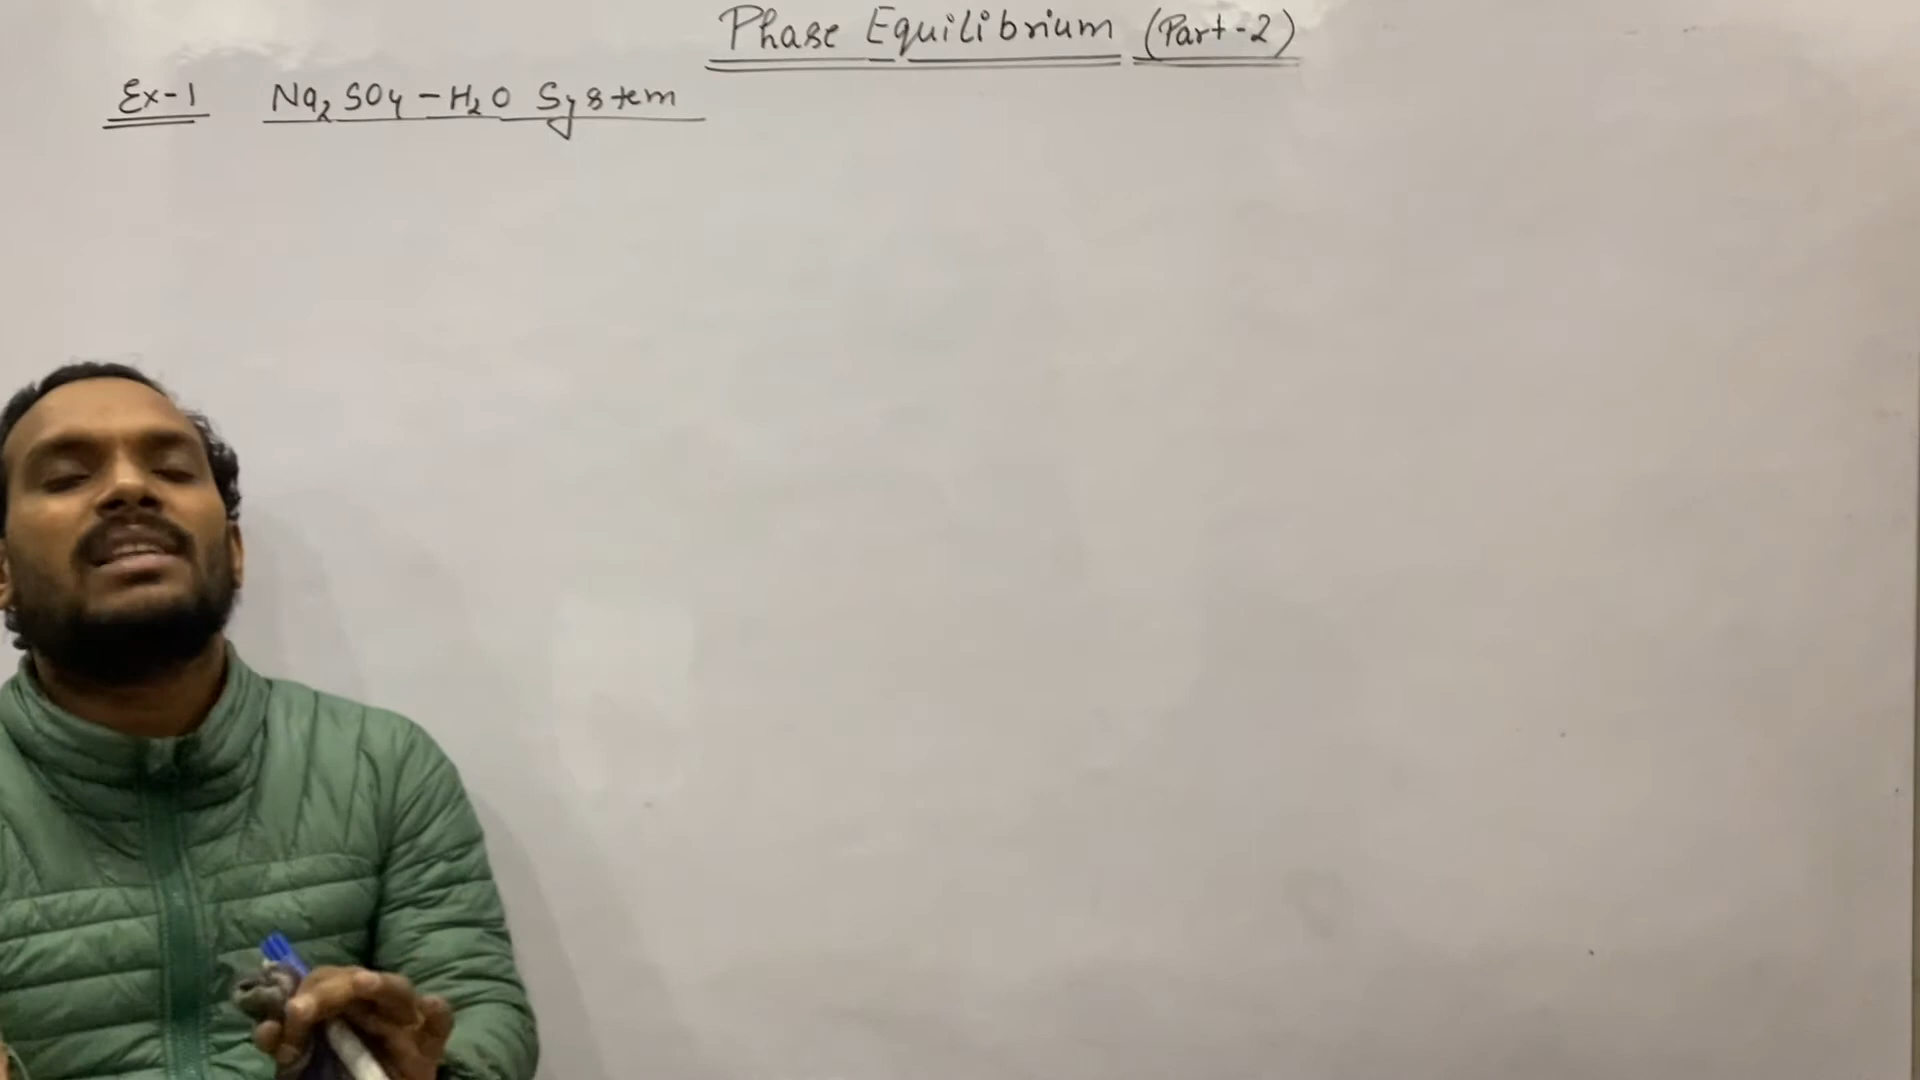 Phase Equilibrium (Part-2)
Ex-1 Na₂SO₄-H₂O System